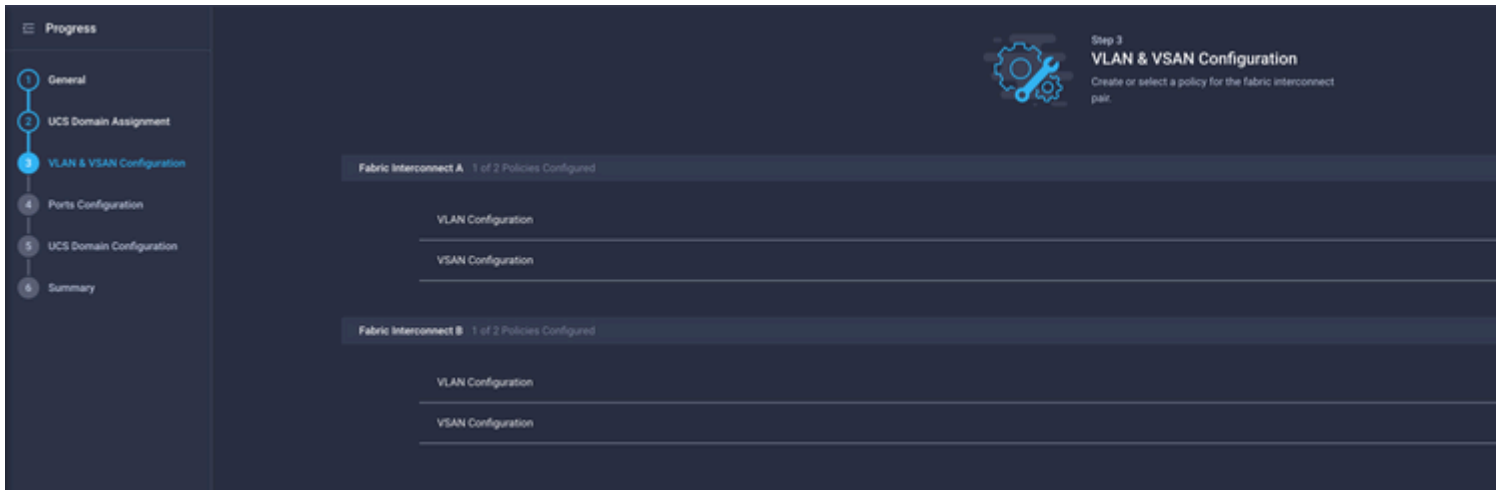 Progress
1 General
2 UCS Domain Assignment
3 VLAN & VSAN Configuration
4 Ports Configuration
5 UCS Domain Configuration
6 Summary
Step 3
VLAN & VSAN Configuration
Create or select a policy for the fabric interconnect
pair.
Fabric Interconnect A 1 of 2 Policies Configured
VLAN Configuration
VSAN Configuration
Fabric Interconnect B 1 of 2 Policies Configured
VLAN Configuration
VSAN Configuration